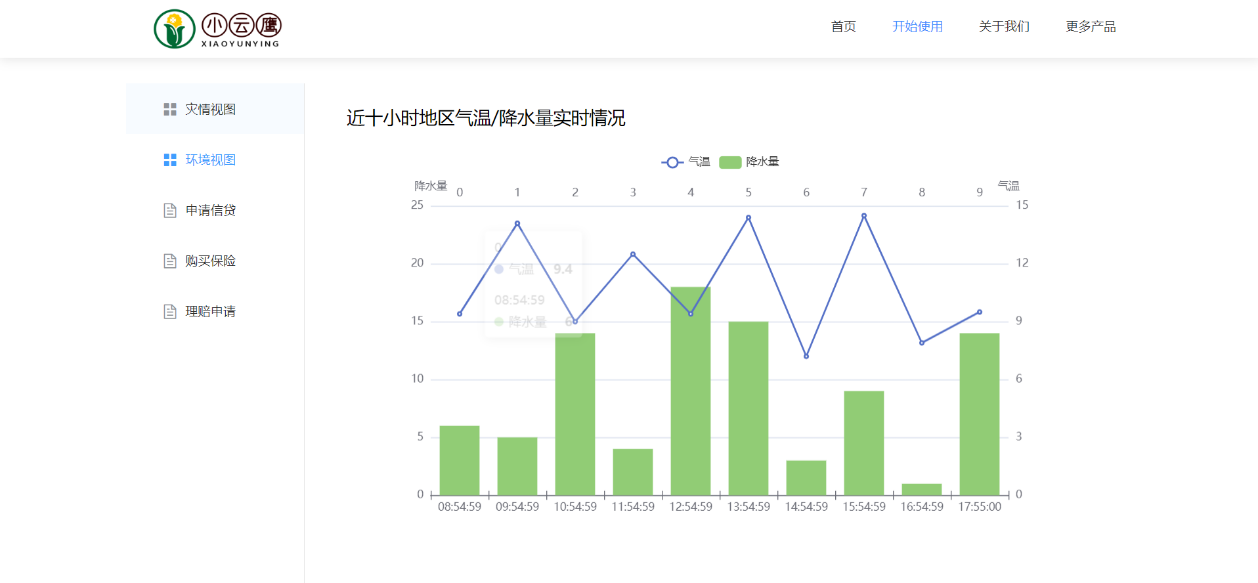 小云鹰
XIAOYUNYING
首页 开始使用 关于我们 更多产品
灾情视图
环境视图
申请信贷
购买保险
理赔申请
近十小时地区气温/降水量实时情况
气温 降水量
降水量 0 1 2 3 4 5 6 7 8 9 气温
25 15
20 12
15 9
10 6
5 3
0 0
0
气温 9.4
08:54:59
降水量 6
08:54:59 09:54:59 10:54:59 11:54:59 12:54:59 13:54:59 14:54:59 15:54:59 16:54:59 17:55:00